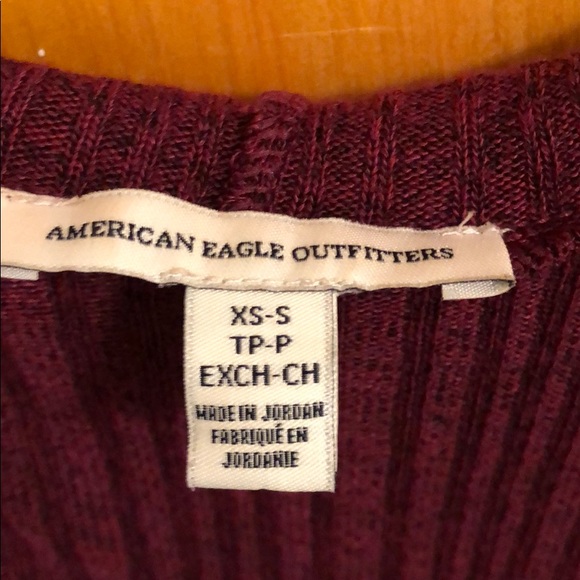 AMERICAN EAGLE OUTFITTERS
XS-S
TP-P
EXCH-CH
MADE IN JORDAN
FABRIQUÉ EN
JORDANIE